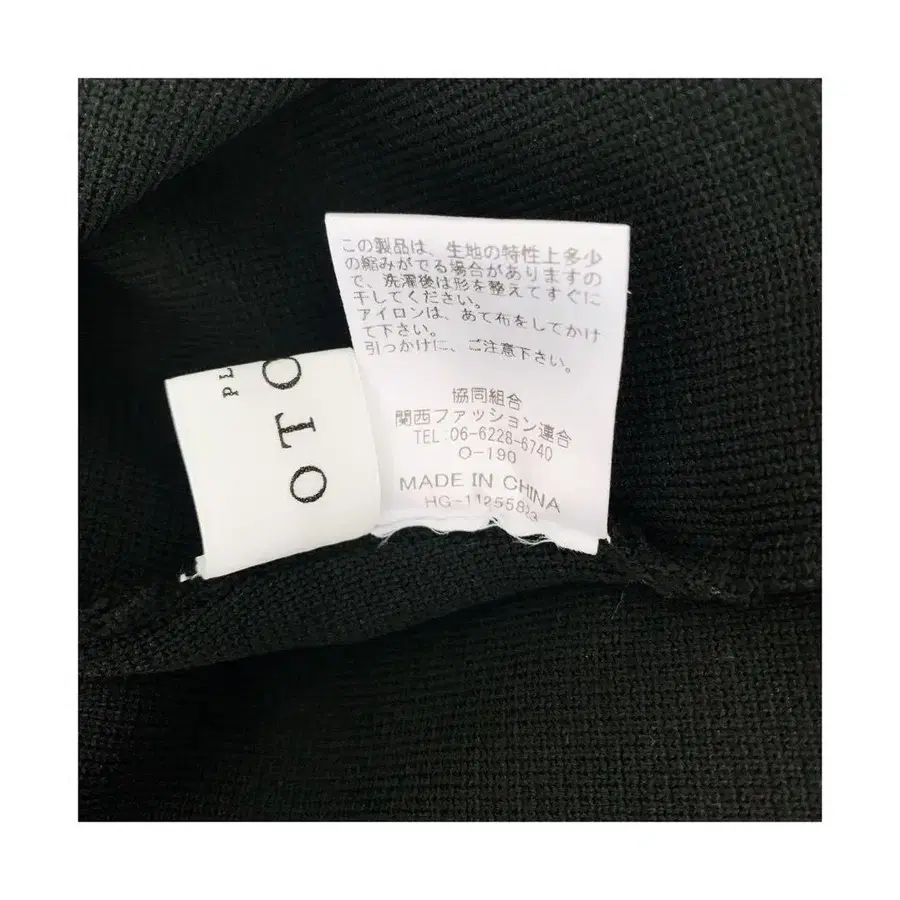 この製品は、生地の特性上多少
の縮みがでる場合がありますの
で、洗濯後は形を整えてすぐに
干してください。
アイロンは、あて布をしてかけ
て下さい。
引っかけに、ご注意下さい。
協同組合
関西ファッション連合
TEL:06-6228-6740
O-190
MADE IN CHINA
HG-11255823
PL
OTO